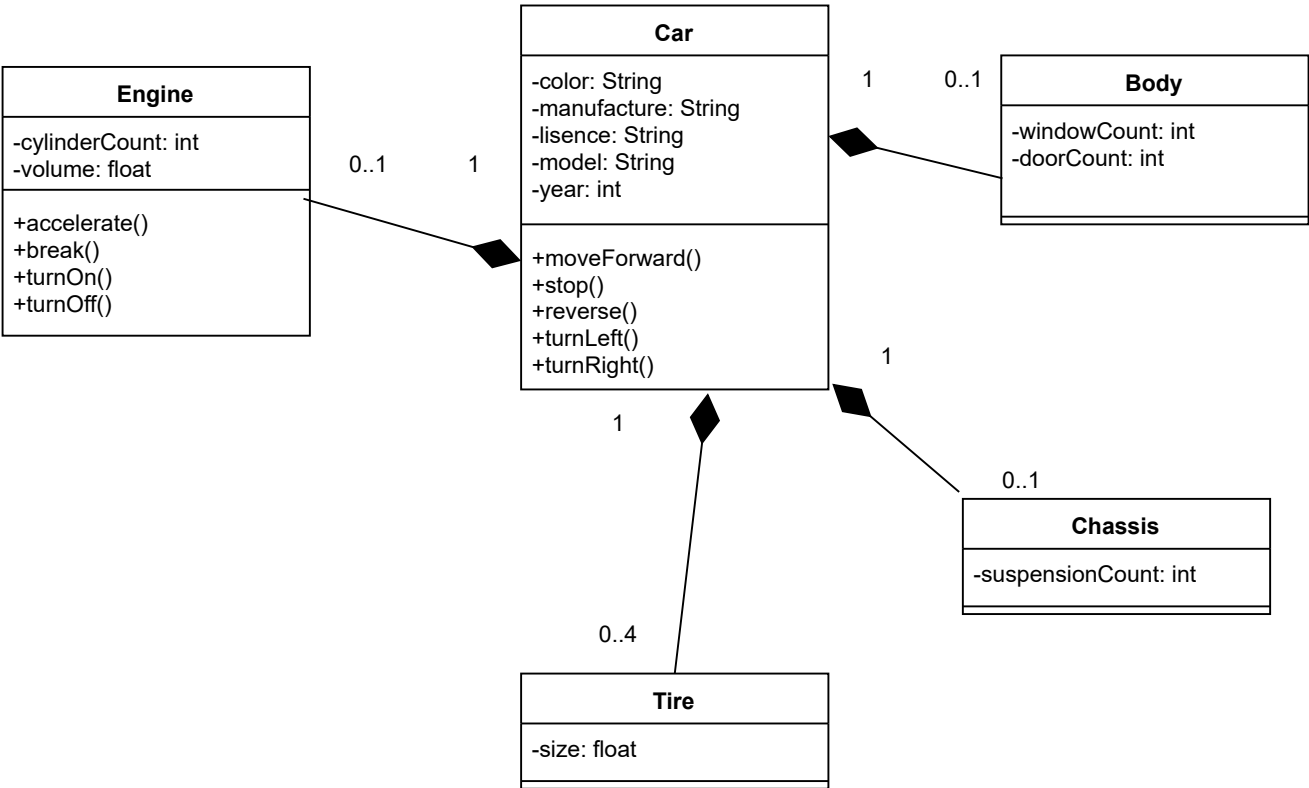 Car
-color: String
-manufacture: String
-lisence: String
-model: String
-year: int
+moveForward()
+stop()
+reverse()
+turnLeft()
+turnRight()
Engine
-cylinderCount: int
-volume: float
+accelerate()
+break()
+turnOn()
+turnOff()
0..1
1
1
0..1
Body
-windowCount: int
-doorCount: int
1
0..1
Chassis
-suspensionCount: int
1
0..4
Tire
-size: float